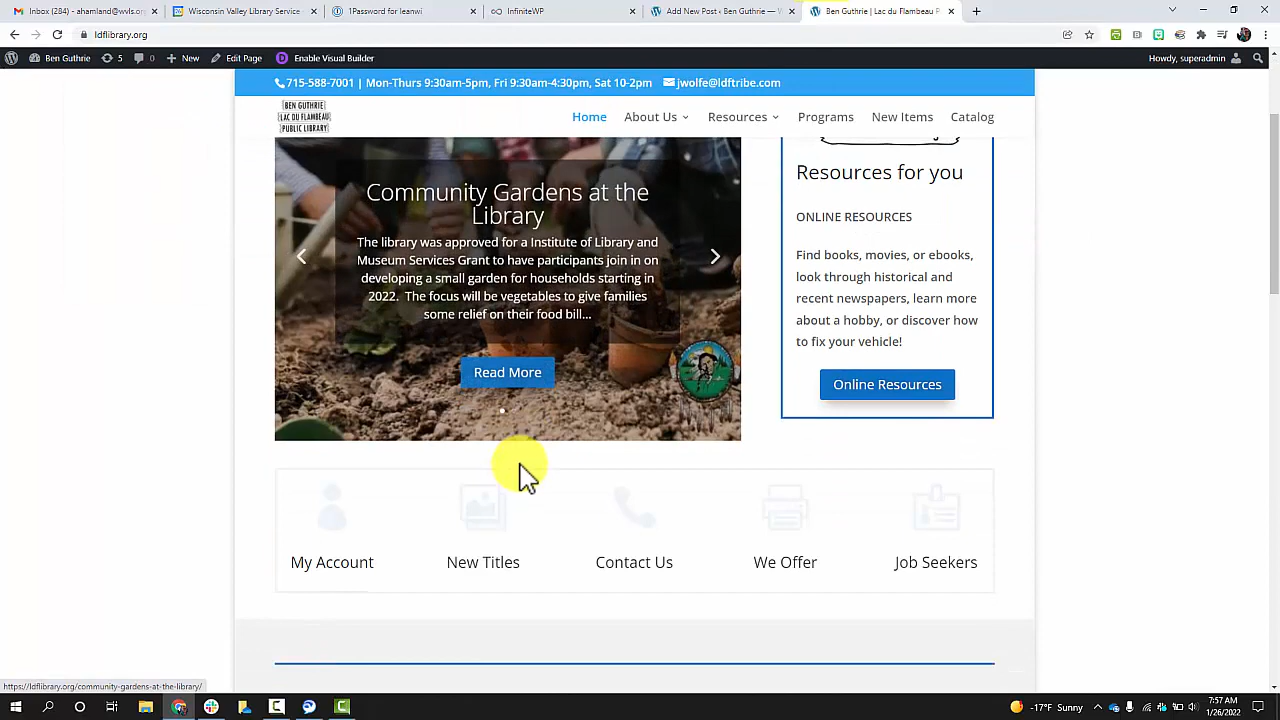 Inbox (284) - ahamland@wvls.or
Wisconsin Valley Library Service -
1Password for leanwi
InfiniteWP
Add New Post ‹ Ben Guthrie — W
Ben Guthrie | Lac du Flambeau P
ldflibrary.org
Ben Guthrie
5
0
New
Edit Page
Enable Visual Builder
Howdy, superadmin
715-588-7001 | Mon-Thurs 9:30am-5pm, Fri 9:30am-4:30pm, Sat 10-2pm
jwolfe@ldftribe.com
BEN GUTHRIE
LAC DU FLAMBEAU
PUBLIC LIBRARY
Home
About Us
Resources
Programs
New Items
Catalog
Community Gardens at the
Library
The library was approved for a Institute of Library and
Museum Services Grant to have participants join in on
developing a small garden for households starting in
2022.  The focus will be vegetables to give families
some relief on their food bill...
Read More
Resources for you
ONLINE RESOURCES
Find books, movies, or ebooks,
look through historical and
recent newspapers, learn more
about a hobby, or discover how
to fix your vehicle!
Online Resources
My Account
New Titles
Contact Us
We Offer
Job Seekers
https://ldflibrary.org/community-gardens-at-the-library/
-17°F Sunny
7:57 AM
1/26/2022